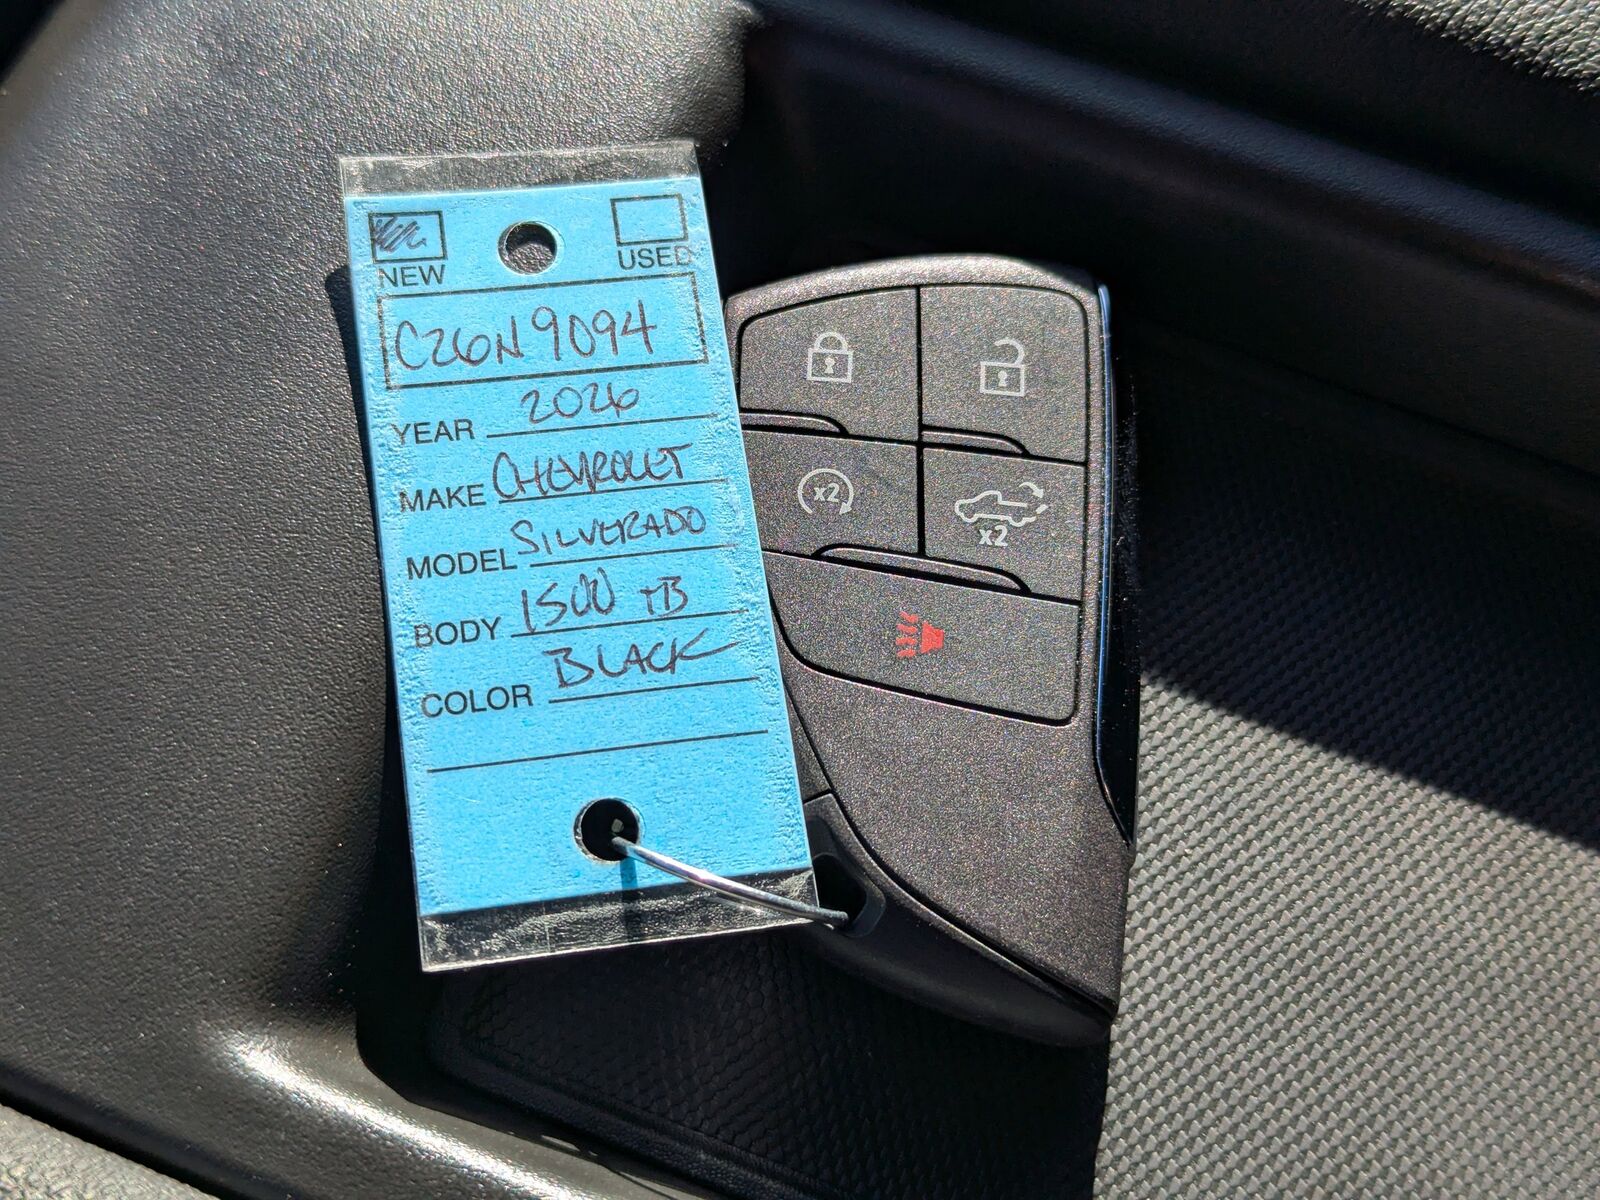 NEW USED
C26N9094
YEAR 2026
MAKE CHEVROLET
MODEL SILVERADO
BODY 1500 TB
COLOR BLACK
x2
x2